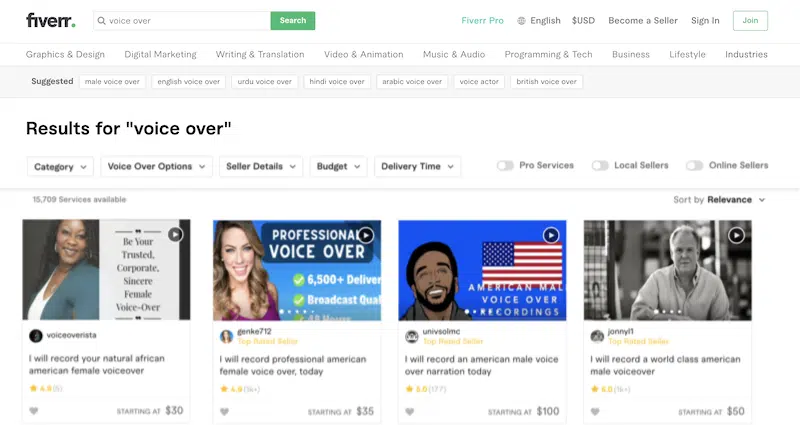 fiverr.
voice over
Search
Fiverr Pro
English
$USD
Become a Seller
Sign In
Join
Graphics & Design
Digital Marketing
Writing & Translation
Video & Animation
Music & Audio
Programming & Tech
Business
Lifestyle
Industries
Suggested
male voice over
english voice over
urdu voice over
hindi voice over
arabic voice over
voice actor
british voice over
Results for "voice over"
Category
Voice Over Options
Seller Details
Budget
Delivery Time
Pro Services
Local Sellers
Online Sellers
15,709 Services available
Sort by Relevance
Be Your
Trusted,
Corporate,
Sincere
Female
Voice-Over
voiceoverista
I will record your natural african
american female voiceover
4.9 (5)
STARTING AT $30
PROFESSIONAL
VOICE OVER
6,500+ Deliver
Broadcast Qual
48 Hours
genke712
Top Rated Seller
I will record professional american
female voice over, today
4.9 (1k+)
STARTING AT $35
AMERICAN MAL
VOICE OVER
RECORDINGS
univsolmc
Top Rated Seller
I will record an american male voice
over narration today
5.0 (177)
STARTING AT $100
jonnyl1
Top Rated Seller
I will record a world class american
male voiceover
5.0 (1k+)
STARTING AT $50